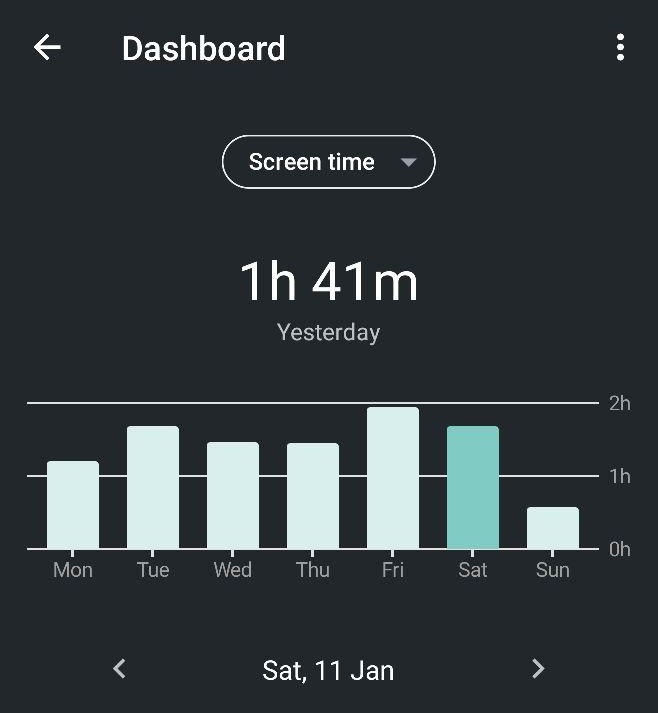 Dashboard
Screen time
1h 41m
Yesterday
2h
1h
0h
Mon Tue Wed Thu Fri Sat Sun
Sat, 11 Jan